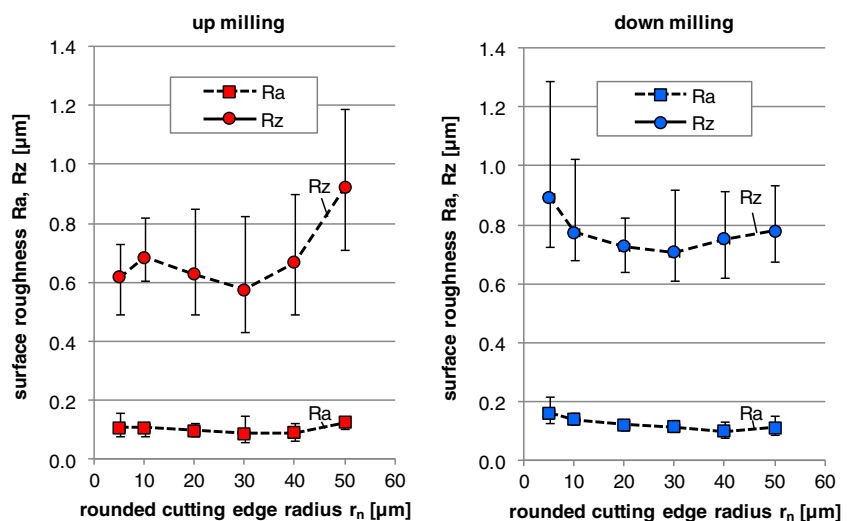 up milling
surface roughness Ra, Rz [µm]
1.4
1.2
1.0
0.8
0.6
0.4
0.2
0.0
Ra
Rz
Rz
Ra
0 10 20 30 40 50 60
rounded cutting edge radius rn [µm]
down milling
surface roughness Ra, Rz [µm]
1.4
1.2
1.0
0.8
0.6
0.4
0.2
0.0
Ra
Rz
Rz
Ra
0 10 20 30 40 50 60
rounded cutting edge radius rn [µm]